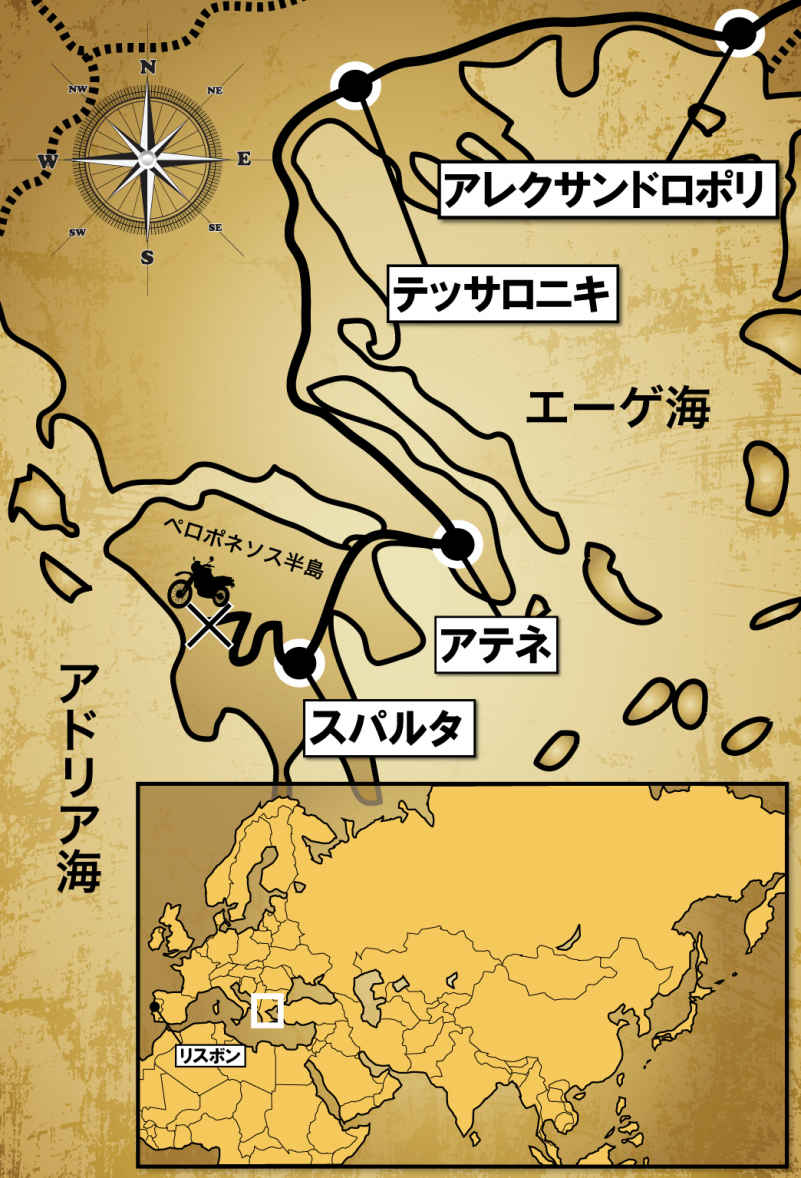 N
NW
NE
W
E
SW
SE
S
アレクサンドロポリ
テッサロニキ
エーゲ海
ペロポネソス半島
アテネ
スパルタ
アドリア海
リスボン